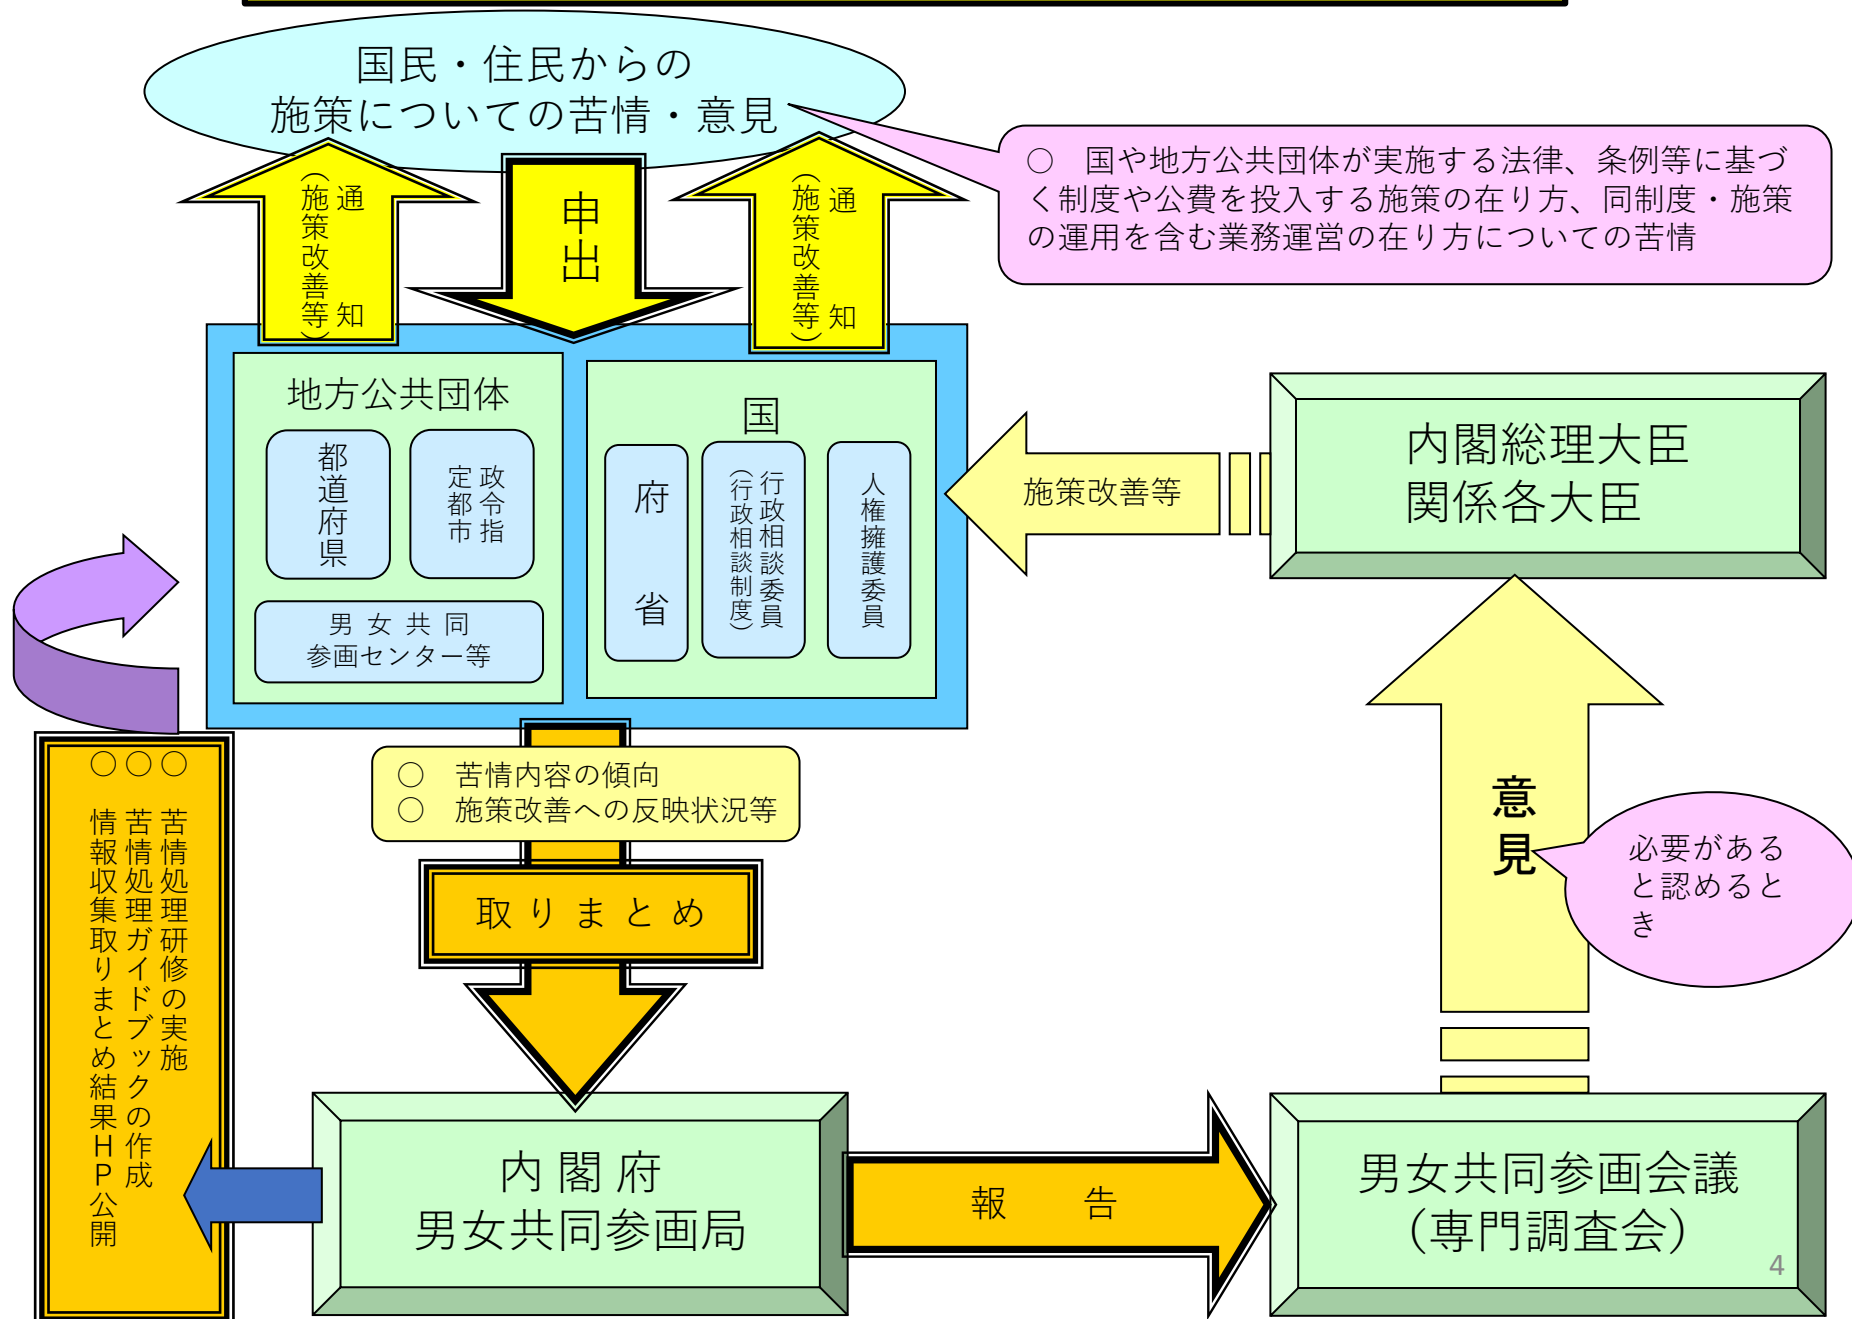 国民・住民からの
施策についての苦情・意見
○　国や地方公共団体が実施する法律、条例等に基づ
く制度や公費を投入する施策の在り方、同制度・施策
の運用を含む業務運営の在り方についての苦情
通知
（施策改善等）
申出
通知
（施策改善等）
地方公共団体
都道府県
政令指
定都市
男 女 共 同
参画センター等
国
府省
行政相談委員
（行政相談制度）
人権擁護委員
施策改善等
内閣総理大臣
関係各大臣
○　苦情内容の傾向
○　施策改善への反映状況等
取 り ま と め
意見
必要がある
と認めると
き
○　苦情処理研修の実施
○　苦情処理ガイドブックの作成
○　情報収集取りまとめ結果ＨＰ公開
内 閣 府
男女共同参画局
報　告
男女共同参画会議
（専門調査会）
4